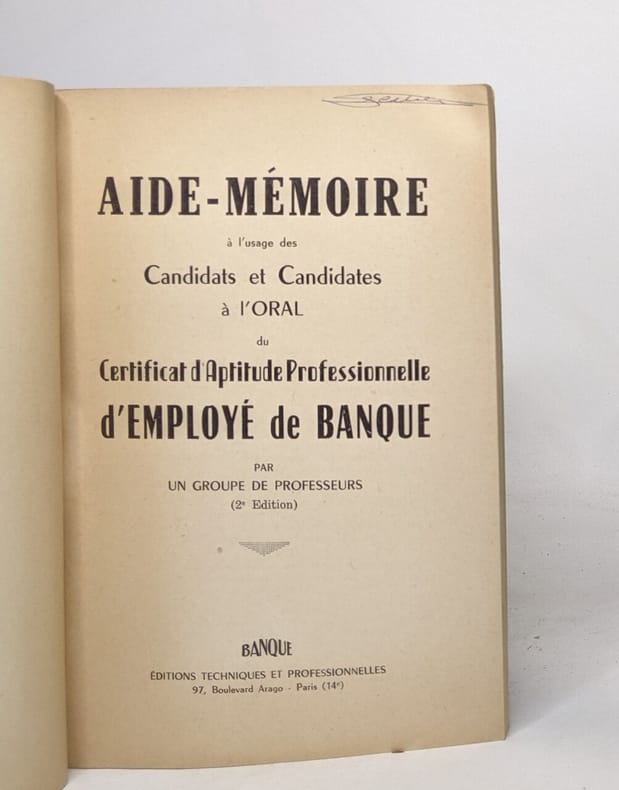 AIDE-MÉMOIRE
à l'usage des
Candidats et Candidates
à l'ORAL
du
Certificat d'Aptitude Professionnelle
d'EMPLOYÉ de BANQUE
PAR
UN GROUPE DE PROFESSEURS
(2e Edition)
BANQUE
ÉDITIONS TECHNIQUES ET PROFESSIONNELLES
97, Boulevard Arago - Paris (14e)